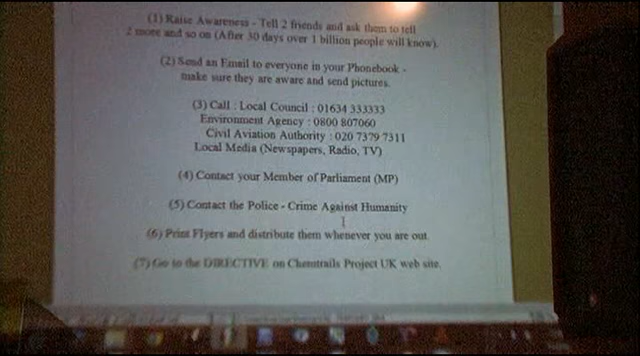 (1) Raise Awareness - Tell 2 friends and ask them to tell
2 more and so on (After 30 days over 1 billion people will know).
(2) Send an Email to everyone in your Phonebook -
make sure they are aware and send pictures.
(3) Call : Local Council : 01634 333333
Environment Agency : 0800 807060
Civil Aviation Authority : 020 7379 7311
Local Media (Newspapers, Radio, TV)
(4) Contact your Member of Parliament (MP)
(5) Contact the Police - Crime Against Humanity
(6) Print Flyers and distribute them whenever you are out.
(7) Go to the DIRECTIVE on Chemtrails Project UK web site.